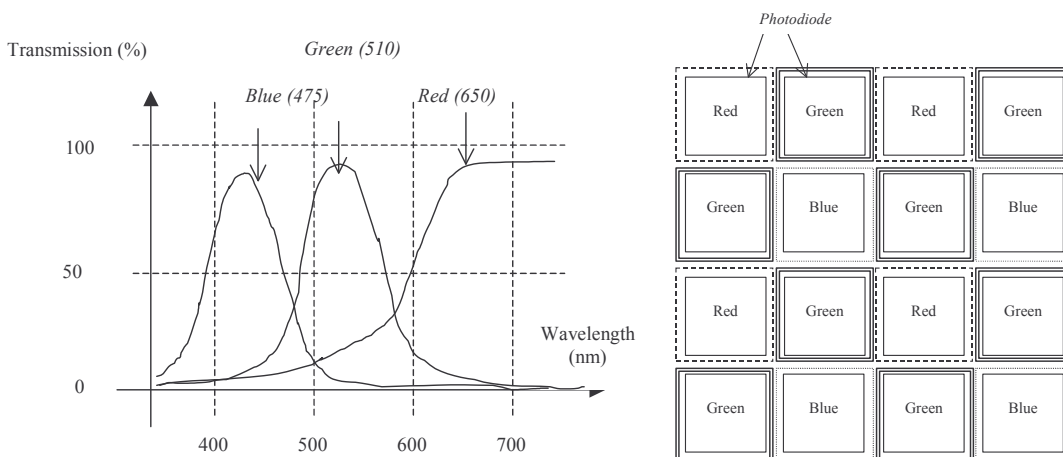 Transmission (%)
Green (510)
Blue (475)
Red (650)
100
50
0
Wavelength
(nm)
400 500 600 700
Photodiode
Red Green Red Green
Green Blue Green Blue
Red Green Red Green
Green Blue Green Blue